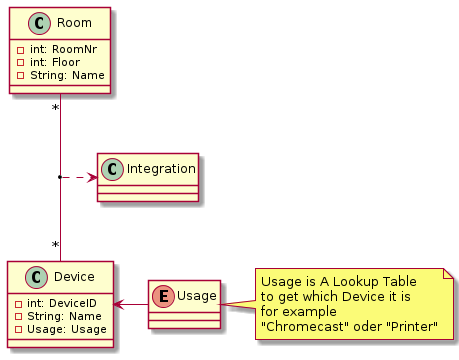 C Room
int: RoomNr
int: Floor
String: Name
*
C Integration
*
C Device
int: DeviceID
String: Name
Usage: Usage
E Usage
Usage is A Lookup Table
to get which Device it is
for example
"Chromecast" oder "Printer"